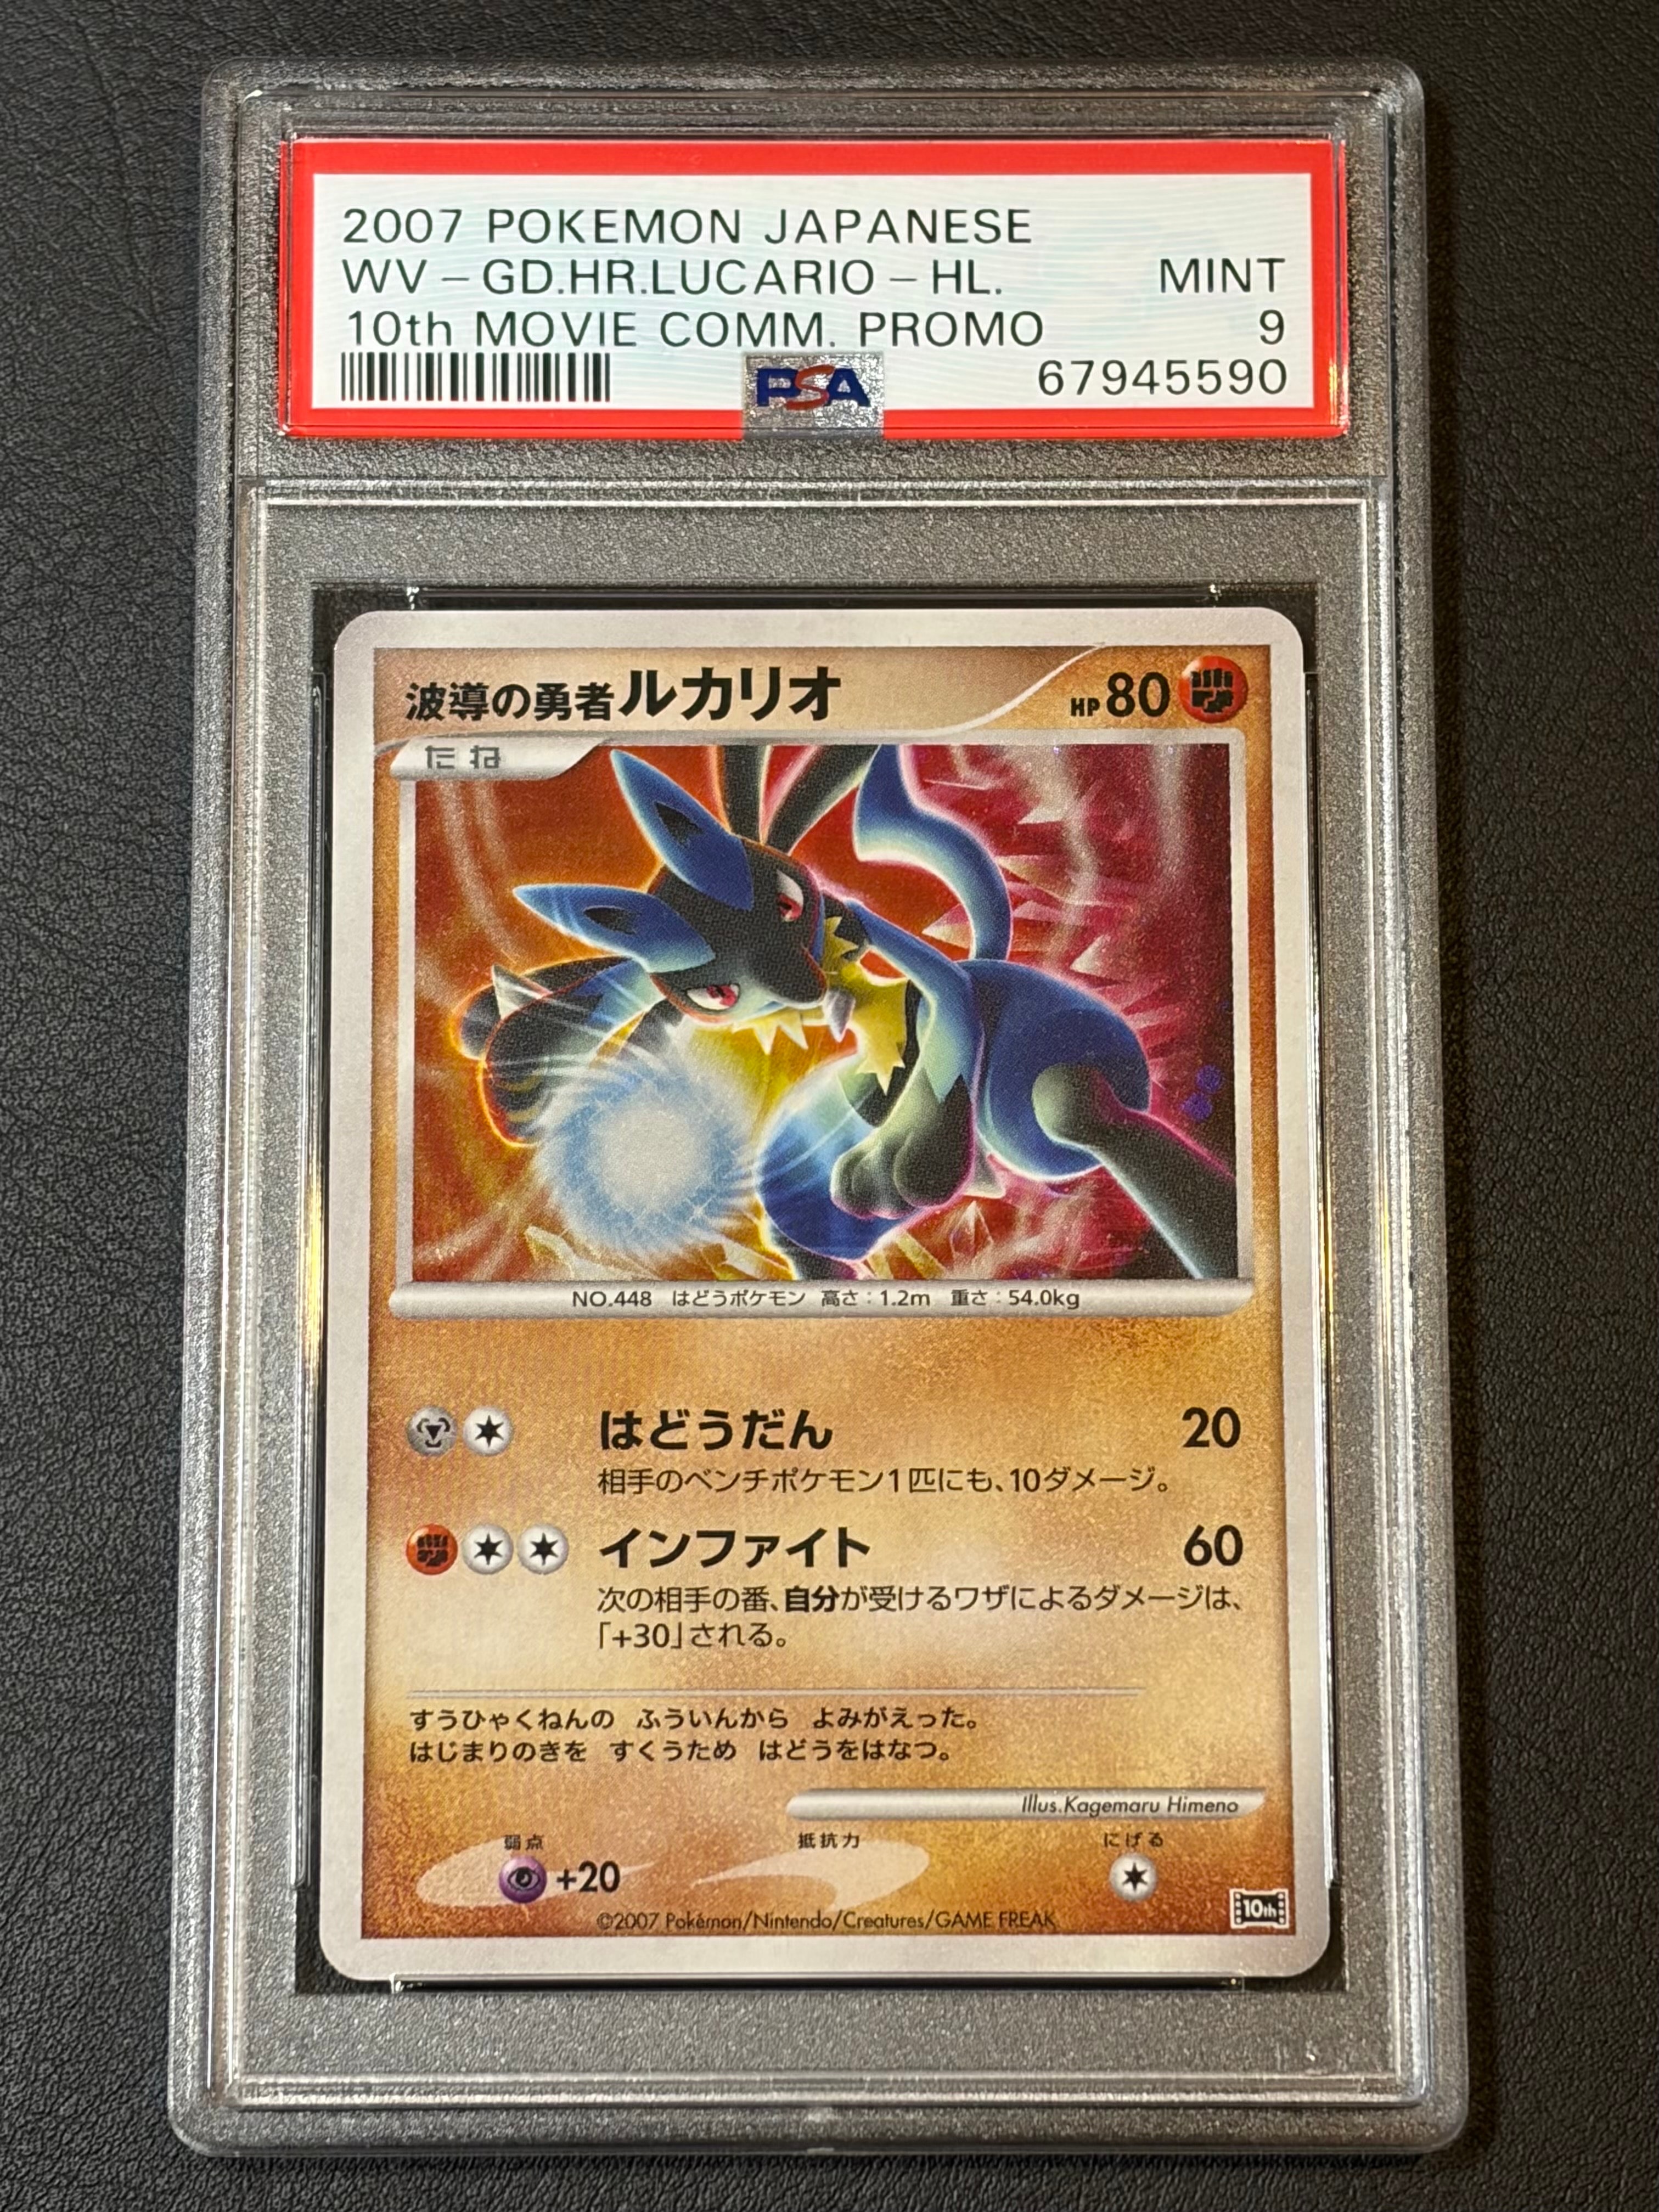 2007 POKEMON JAPANESE
WV-GD.HR.LUCARIO-HL. MINT
10th MOVIE COMM. PROMO 9
PSA 67945590
波導の勇者ルカリオ HP 80
たね
NO.448 はどうポケモン 高さ:1.2m 重さ:54.0kg
はどうだん 20
相手のベンチポケモン1匹にも、10ダメージ。
インファイト 60
次の相手の番、自分が受けるワザによるダメージは、
「+30」される。
すうひゃくねんの ふういんから よみがえった。
はじまりのきを すくうため はどうをはなつ。
Illus.Kagemaru Himeno
弱点 抵抗力 にげる
+20
©2007 Pokémon/Nintendo/Creatures/GAME FREAK
10th